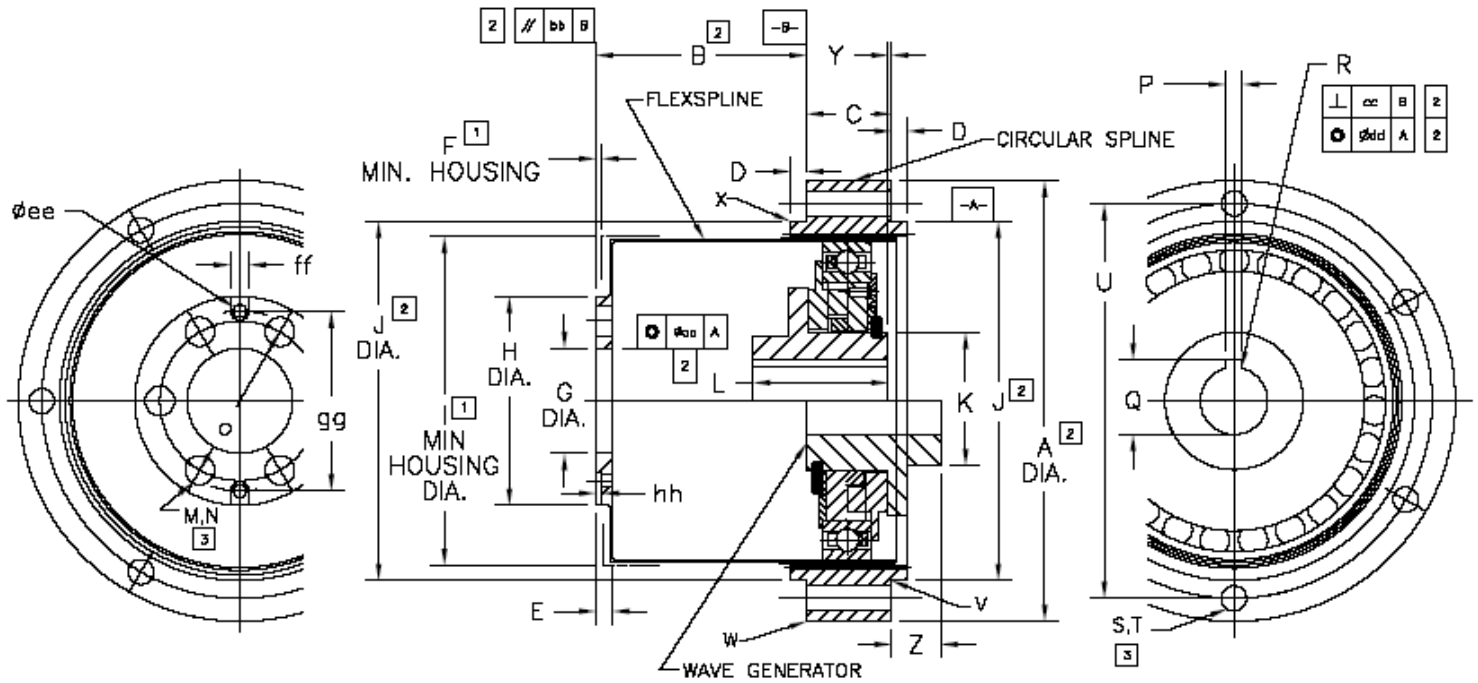 2 // bb B
B 2
-B-
Y
P
R
⊥ cc B 2
Ødd A 2
FLEXSPLINE
C
D
F 1
MIN. HOUSING
D
CIRCULAR SPLINE
Øee
X
-A-
ff
J 2
DIA.
H
DIA.
Øaa A
2
G
DIA.
L
K
J 2
A 2
DIA.
U
Q
gg
1
MIN
HOUSING
DIA.
hh
M,N
3
E
V
W
Z
S,T
3
WAVE GENERATOR